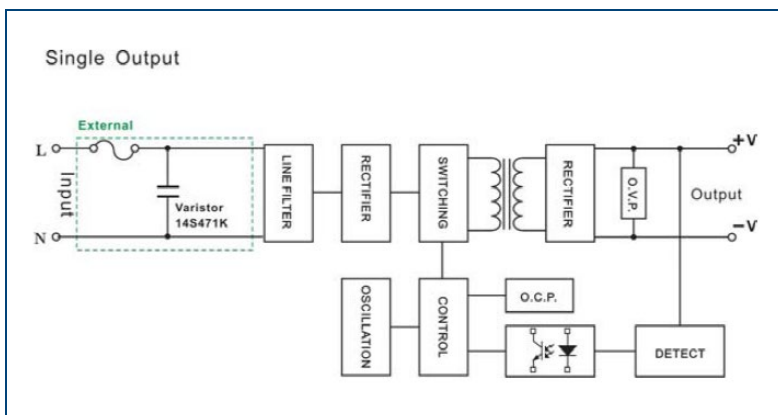 Single Output
External
L
Input
N
Varistor
14S471K
LINE FILTER
RECTIFIER
SWITCHING
RECTIFIER
O.V.P.
+V
Output
−V
OSCILLATION
CONTROL
O.C.P.
DETECT